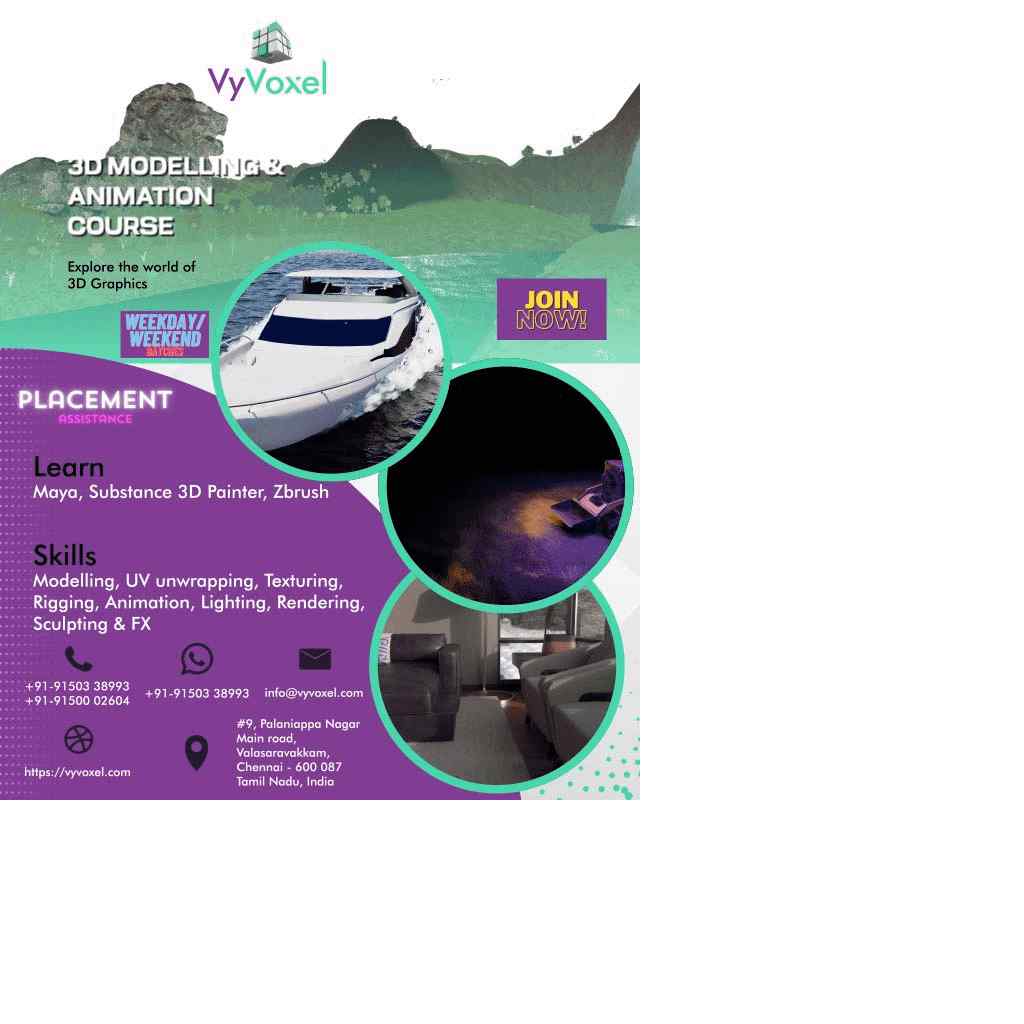 VyVoxel
3D MODELLING &
ANIMATION
COURSE
Explore the world of
3D Graphics
WEEKDAY/
WEEKEND
BATCHES
JOIN
NOW!
PLACEMENT
ASSISTANCE
Learn
Maya, Substance 3D Painter, Zbrush
Skills
Modelling, UV unwrapping, Texturing,
Rigging, Animation, Lighting, Rendering,
Sculpting & FX
+91-91503 38993
+91-91500 02604
+91-91503 38993
info@vyvoxel.com
https://vyvoxel.com
#9, Palaniappa Nagar
Main road,
Valasaravakkam,
Chennai - 600 087
Tamil Nadu, India